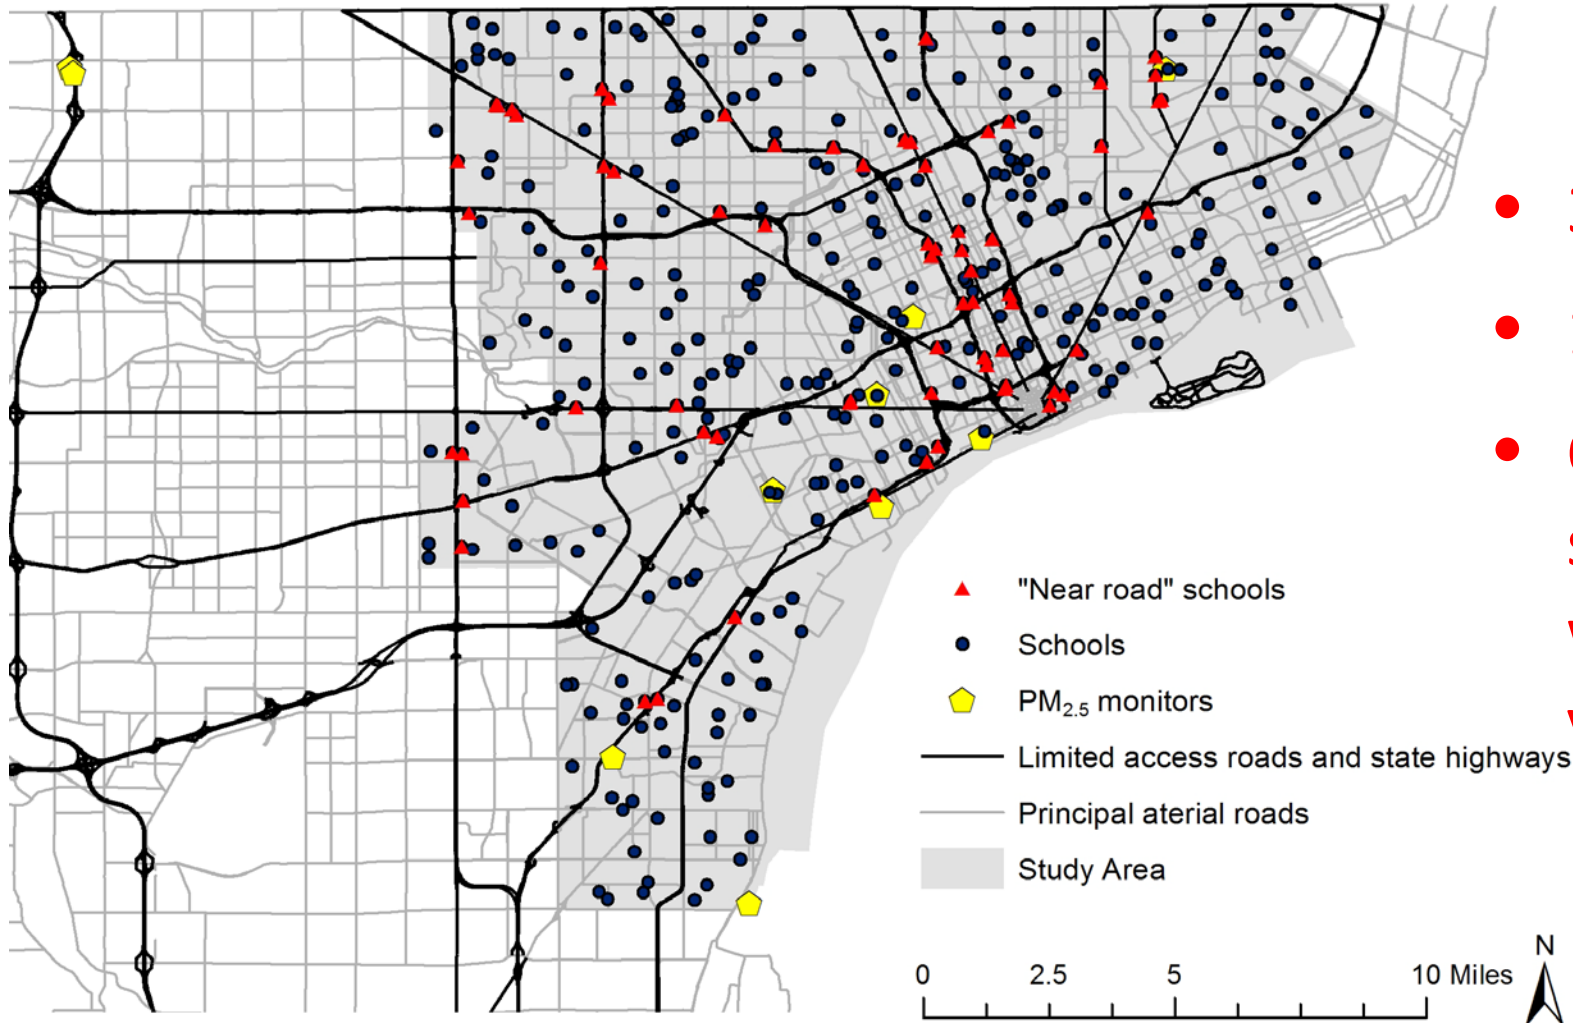 "Near road" schools
Schools
PM2.5 monitors
Limited access roads and state highways
Principal aterial roads
Study Area
N
0 2.5 5 10 Miles